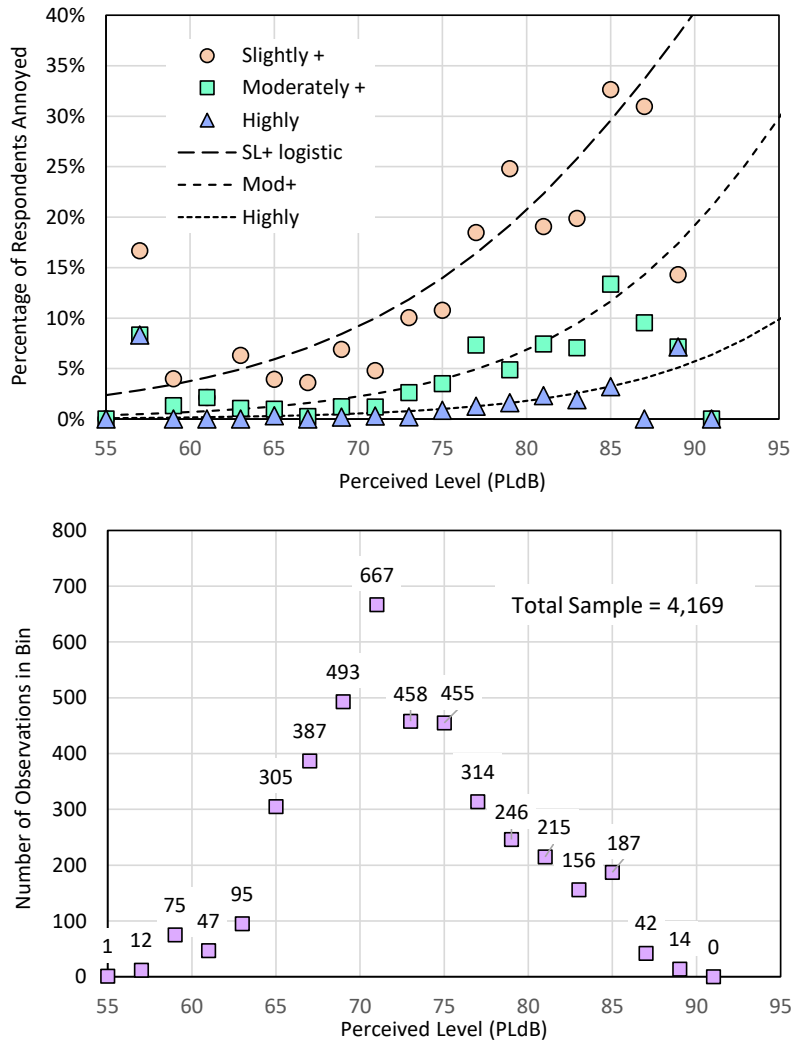 40%
35%
30%
25%
20%
15%
10%
5%
0%
Percentage of Respondents Annoyed
Slightly +
Moderately +
Highly
SL+ logistic
Mod+
Highly
55 60 65 70 75 80 85 90 95
Perceived Level (PLdB)
800
700
600
500
400
300
200
100
0
Number of Observations in Bin
Total Sample = 4,169
1
12
75
47
95
305
387
493
667
458
455
314
246
215
156
187
42
14
0
55 60 65 70 75 80 85 90 95
Perceived Level (PLdB)